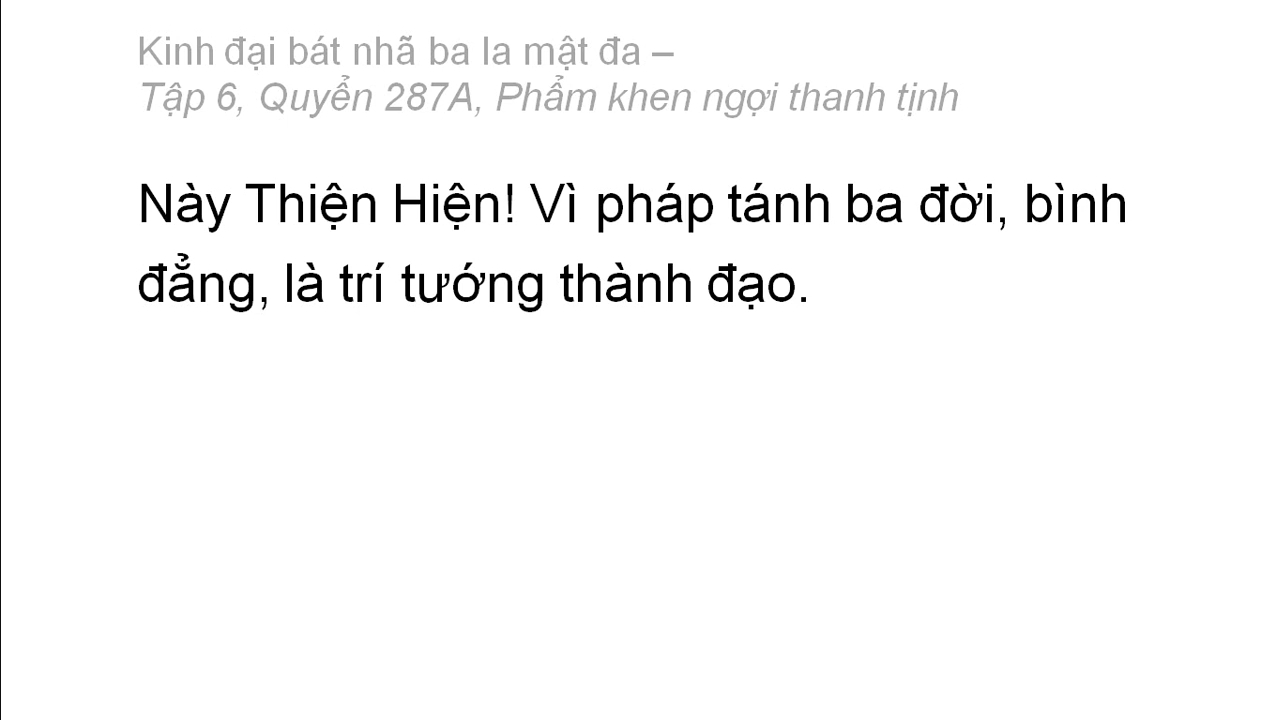 Kinh đại bát nhã ba la mật đa –
Tập 6, Quyển 287A, Phẩm khen ngợi thanh tịnh
Này Thiện Hiện! Vì pháp tánh ba đời, bình
đẳng, là trí tướng thành đạo.